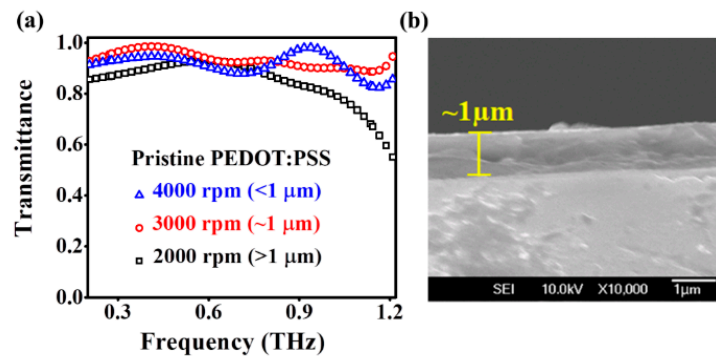 (a)
Transmittance
1.0
0.8
0.6
0.4
0.2
0.0
Pristine PEDOT:PSS
4000 rpm (<1 μm)
3000 rpm (~1 μm)
2000 rpm (>1 μm)
0.3
0.6
0.9
1.2
Frequency (THz)
(b)
~1μm
SEI 10.0kV X10,000 1μm